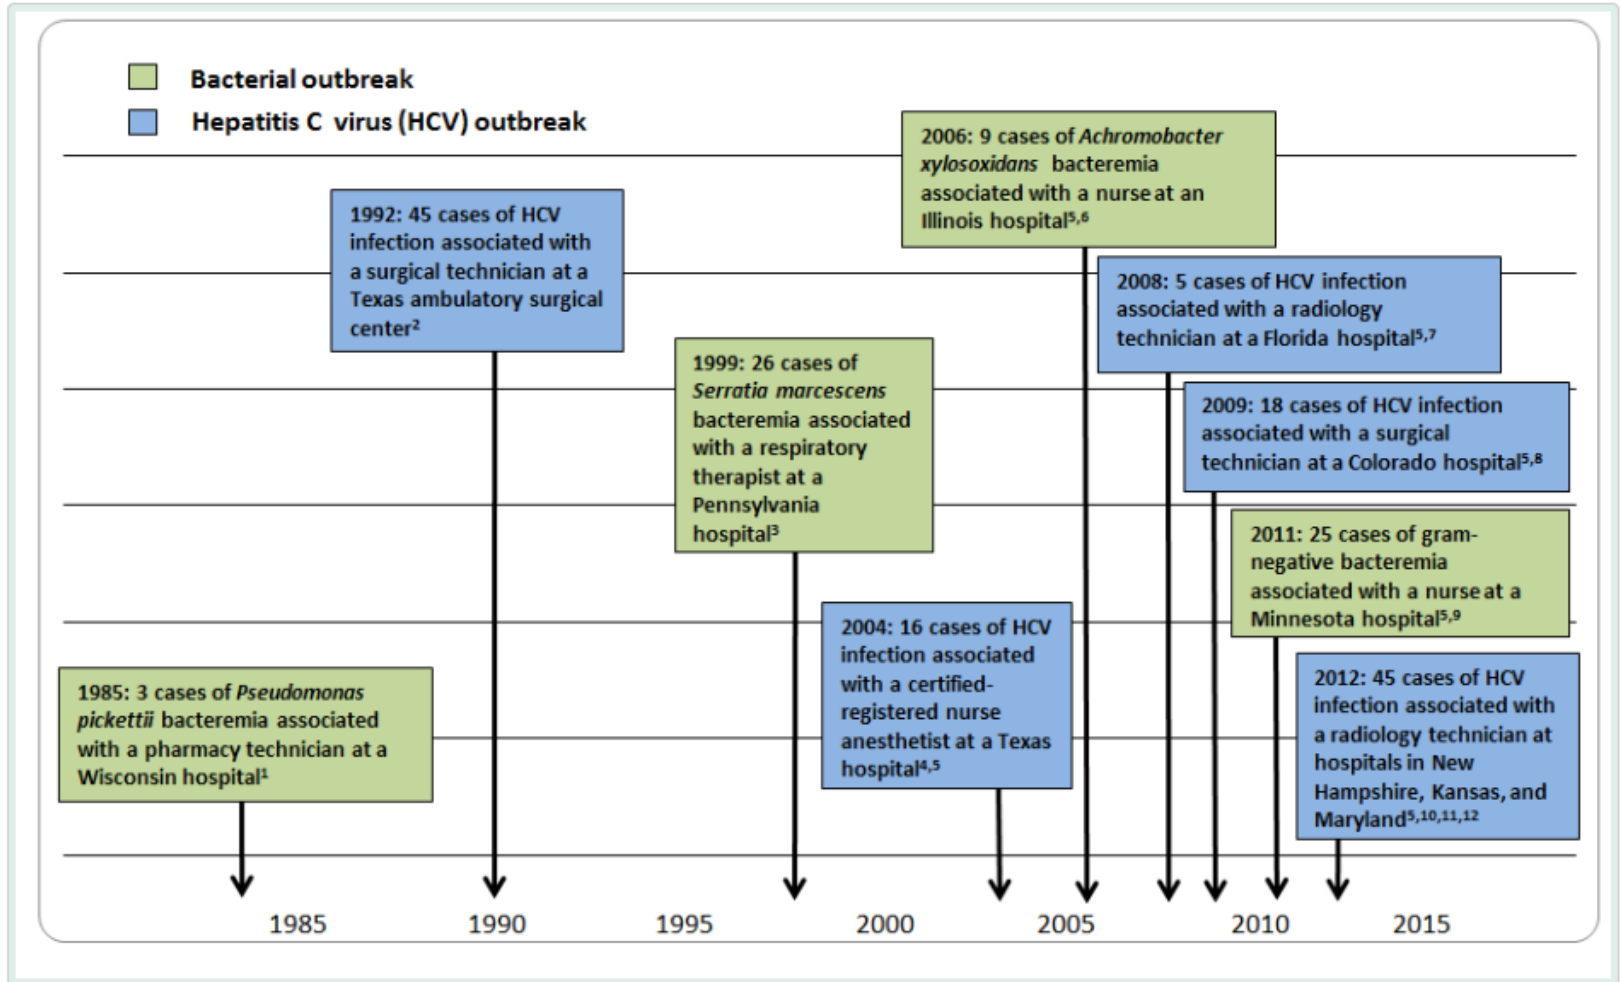 Bacterial outbreak
Hepatitis C virus (HCV) outbreak
2006: 9 cases of Achromobacter
xylosoxidans bacteremia
associated with a nurse at an
Illinois hospital⁵,⁶
1992: 45 cases of HCV
infection associated with
a surgical technician at a
Texas ambulatory surgical
center²
2008: 5 cases of HCV infection
associated with a radiology
technician at a Florida hospital⁵,⁷
1999: 26 cases of
Serratia marcescens
bacteremia associated
with a respiratory
therapist at a
Pennsylvania
hospital³
2009: 18 cases of HCV infection
associated with a surgical
technician at a Colorado hospital⁵,⁸
2011: 25 cases of gram-
negative bacteremia
associated with a nurse at a
Minnesota hospital⁵,⁹
2004: 16 cases of HCV
infection associated
with a certified-
registered nurse
anesthetist at a Texas
hospital⁴,⁵
1985: 3 cases of Pseudomonas
pickettii bacteremia associated
with a pharmacy technician at a
Wisconsin hospital¹
2012: 45 cases of HCV
infection associated with
a radiology technician at
hospitals in New
Hampshire, Kansas, and
Maryland⁵,¹⁰,¹¹,¹²
1985 1990 1995 2000 2005 2010 2015